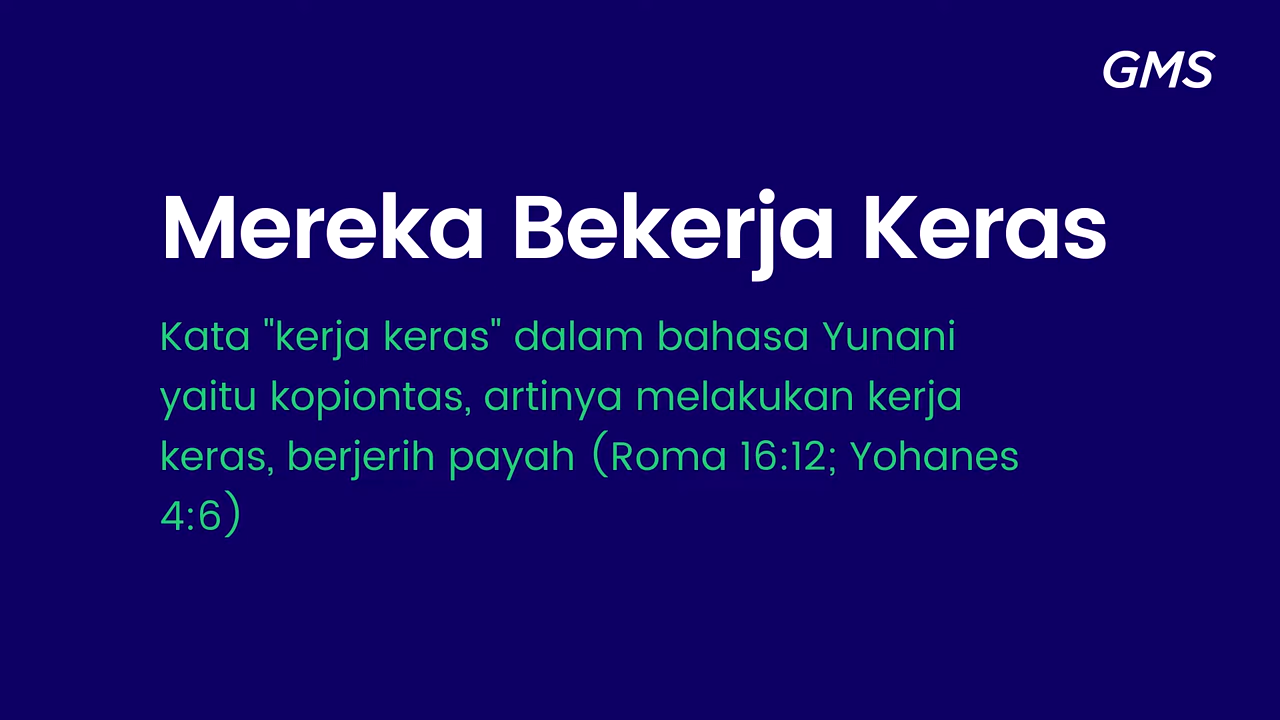 GMS
Mereka Bekerja Keras
Kata "kerja keras" dalam bahasa Yunani
yaitu kopiontas, artinya melakukan kerja
keras, berjerih payah (Roma 16:12; Yohanes
4:6)